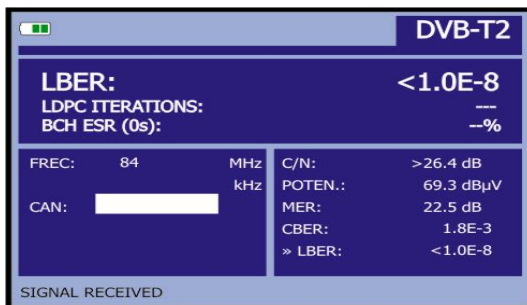 DVB-T2
LBER: <1.0E-8
LDPC ITERATIONS: ---
BCH ESR (0s): --%
FREC: 84 MHz
kHz
CAN:
C/N: >26.4 dB
POTEN.: 69.3 dBµV
MER: 22.5 dB
CBER: 1.8E-3
» LBER: <1.0E-8
SIGNAL RECEIVED